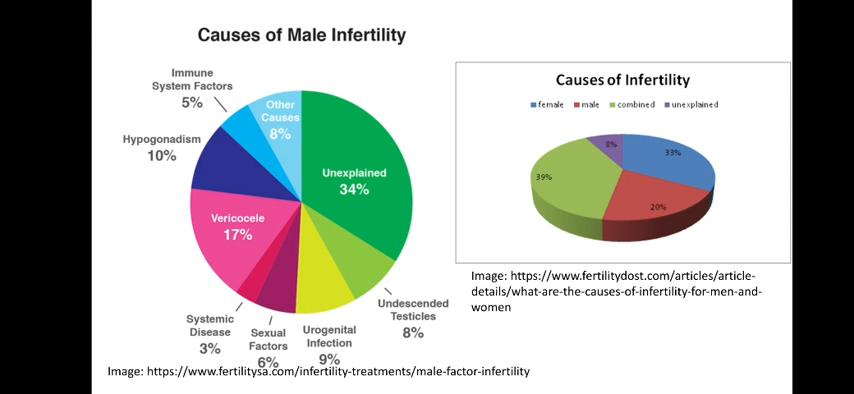 Causes of Male Infertility
Immune
System Factors
5%
Other
Causes
8%
Hypogonadism
10%
Unexplained
34%
Vericocele
17%
Undescended
Testicles
8%
Systemic
Disease
3%
Sexual
Factors
6%
Urogenital
Infection
9%
Image: https://www.fertilitysa.com/infertility-treatments/male-factor-infertility
Causes of Infertility
female male combined unexplained
8%
33%
39%
20%
Image: https://www.fertilitydost.com/articles/article-
details/what-are-the-causes-of-infertility-for-men-and-
women